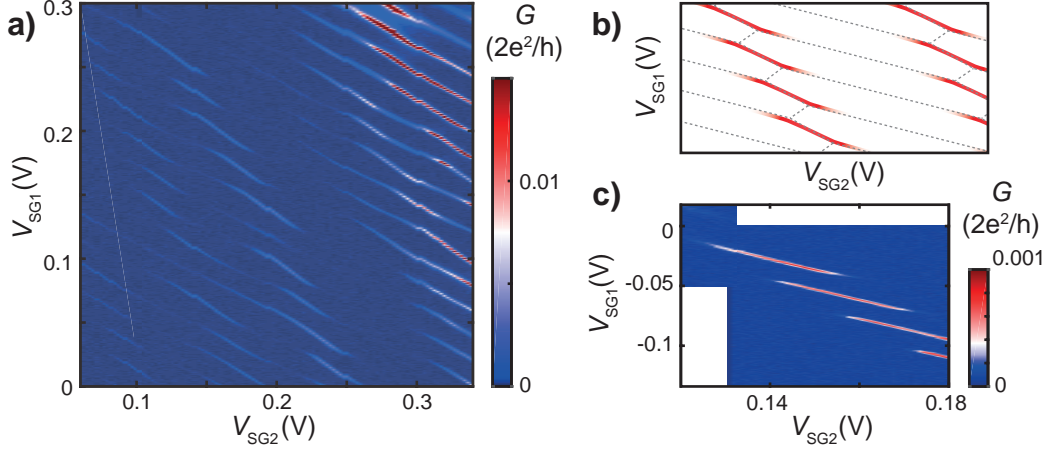 a)
0.3
0.2
0.1
0
V_SG1(V)
0.1
0.2
0.3
V_SG2(V)
G
(2e²/h)
0.01
0
b)
V_SG1(V)
V_SG2(V)
c)
0
-0.05
-0.1
V_SG1(V)
0.14
0.18
V_SG2(V)
G
(2e²/h)
0.001
0